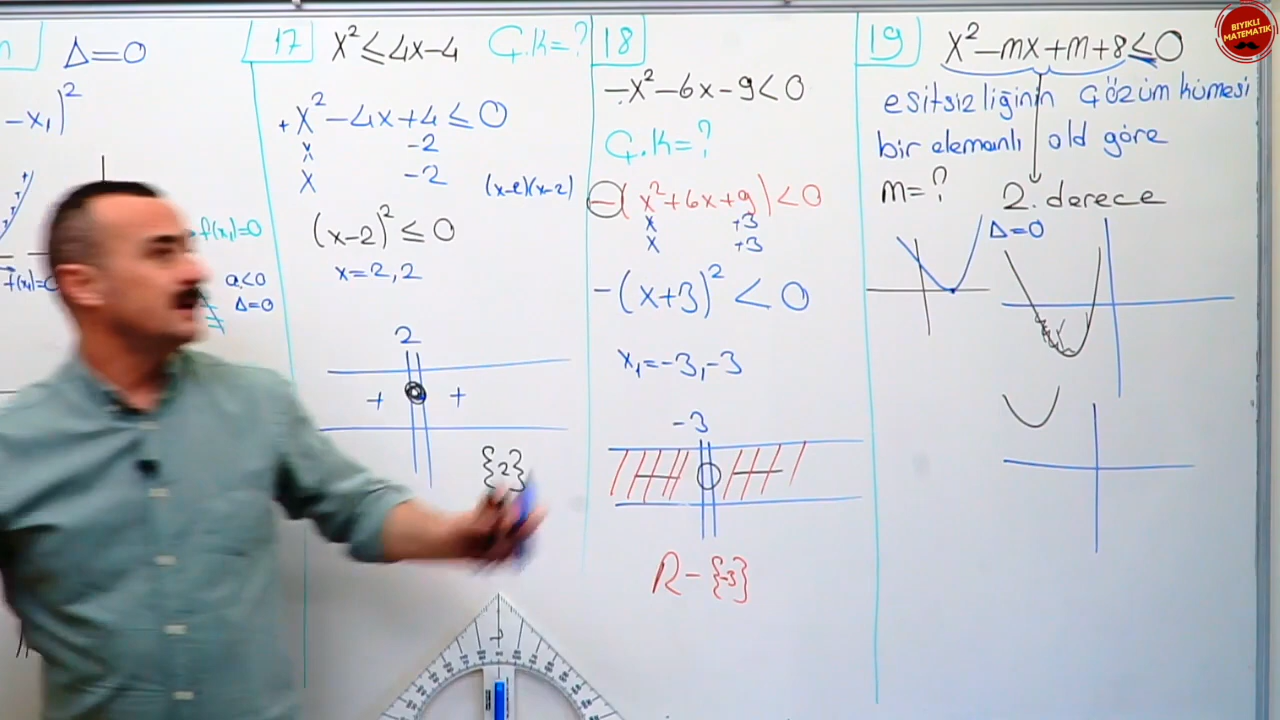 Δ=0
-x₁)²
f(x₁)=0
a<0
Δ=0
17 x²≤4x-4 Ç.K=?
+x²-4x+4≤0
x -2
x -2 (x-2)(x-2)
(x-2)²≤0
x=2,2
2
+ +
{2}
18
-x²-6x-9<0
Ç.K=?
-(x²+6x+9)<0
x +3
x +3
-(x+3)²<0
x₁=-3,-3
-3
R-{-3}
19 x²-mx+m+8≤0
esitsizliğinin çözüm kümesi
bir elemanlı old göre
m=? 2. derece
Δ=0
BIYIKLI
MATEMATİK